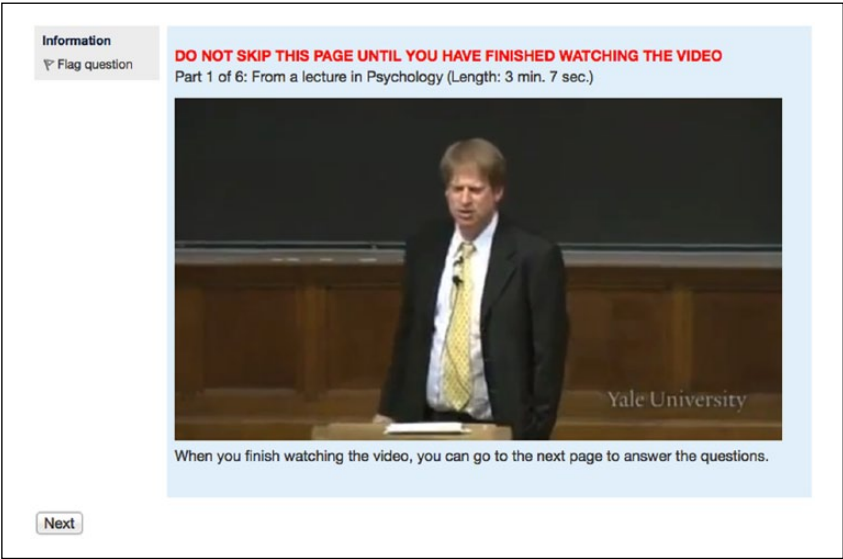 Information
Flag question
DO NOT SKIP THIS PAGE UNTIL YOU HAVE FINISHED WATCHING THE VIDEO
Part 1 of 6: From a lecture in Psychology (Length: 3 min. 7 sec.)
Yale University
When you finish watching the video, you can go to the next page to answer the questions.
Next